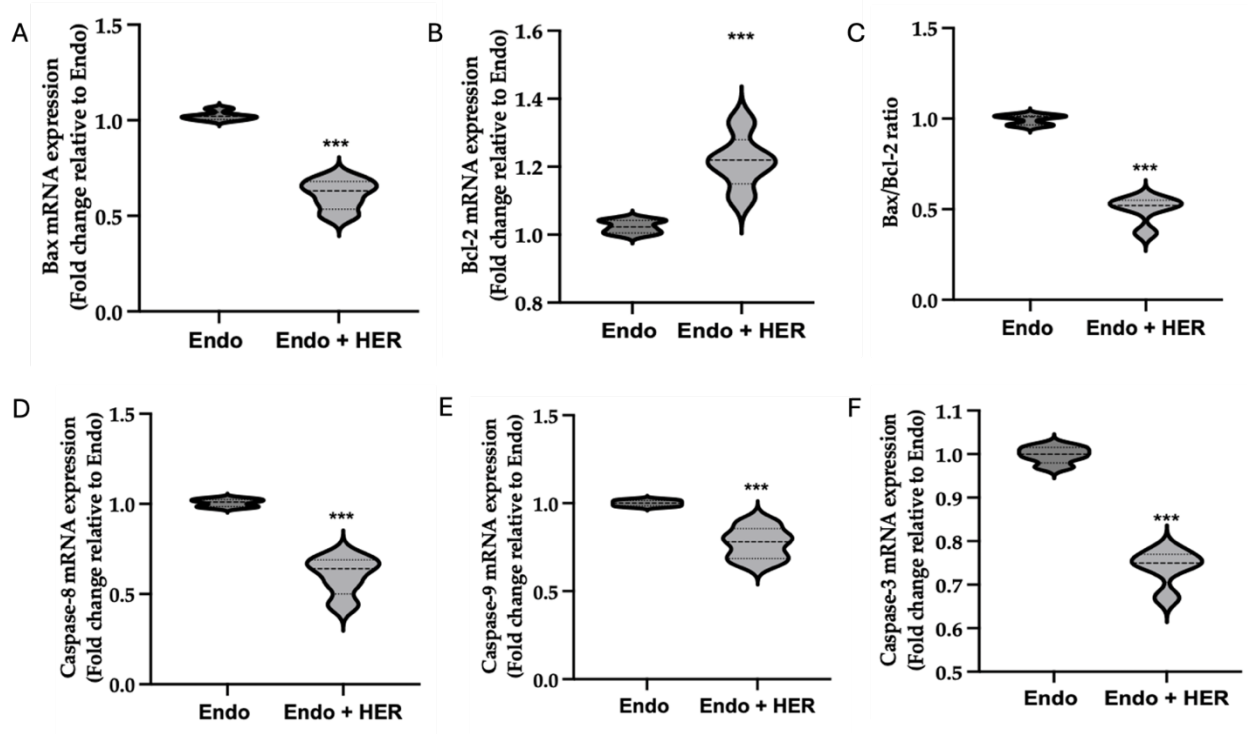 A
Bax mRNA expression
(Fold change relative to Endo)
1.5
1.0
0.5
0.0
***
Endo
Endo + HER
B
Bcl-2 mRNA expression
(Fold change relative to Endo)
1.6
1.4
1.2
1.0
0.8
***
Endo
Endo + HER
C
Bax/Bcl-2 ratio
1.5
1.0
0.5
0.0
***
Endo
Endo + HER
D
Caspase-8 mRNA expression
(Fold change relative to Endo)
1.5
1.0
0.5
0.0
***
Endo
Endo + HER
E
Caspase-9 mRNA expression
(Fold change relative to Endo)
1.5
1.0
0.5
0.0
***
Endo
Endo + HER
F
Caspase-3 mRNA expression
(Fold change relative to Endo)
1.1
1.0
0.9
0.8
0.7
0.6
0.5
***
Endo
Endo + HER